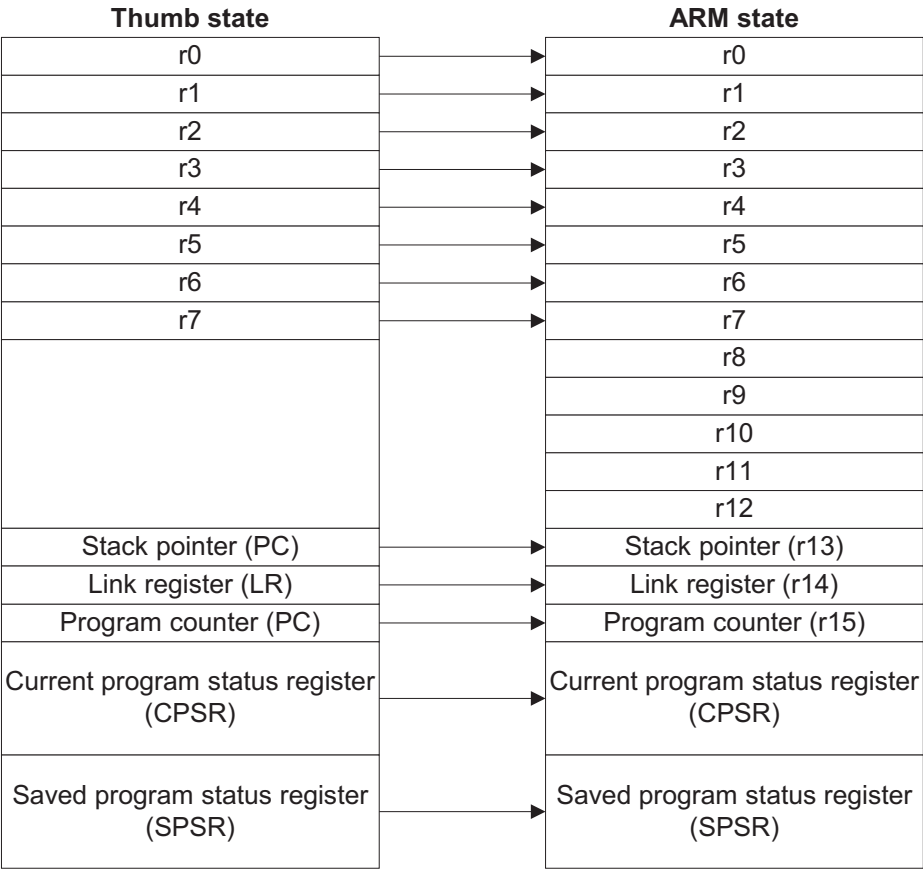 Thumb state
ARM state
r0
r0
r1
r1
r2
r2
r3
r3
r4
r4
r5
r5
r6
r6
r7
r7
r8
r9
r10
r11
r12
Stack pointer (PC)
Stack pointer (r13)
Link register (LR)
Link register (r14)
Program counter (PC)
Program counter (r15)
Current program status register
(CPSR)
Current program status register
(CPSR)
Saved program status register
(SPSR)
Saved program status register
(SPSR)